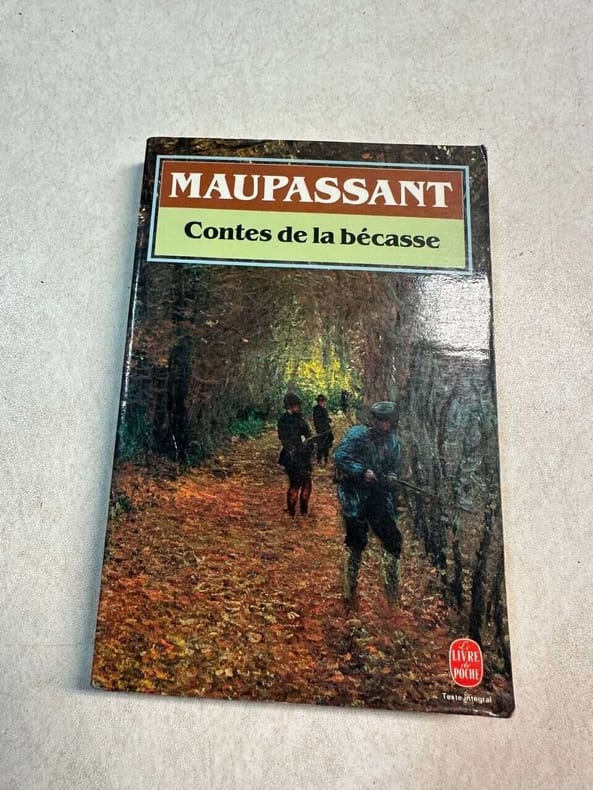 MAUPASSANT
Contes de la bécasse
Le
LIVRE
de
POCHE
Texte intégral